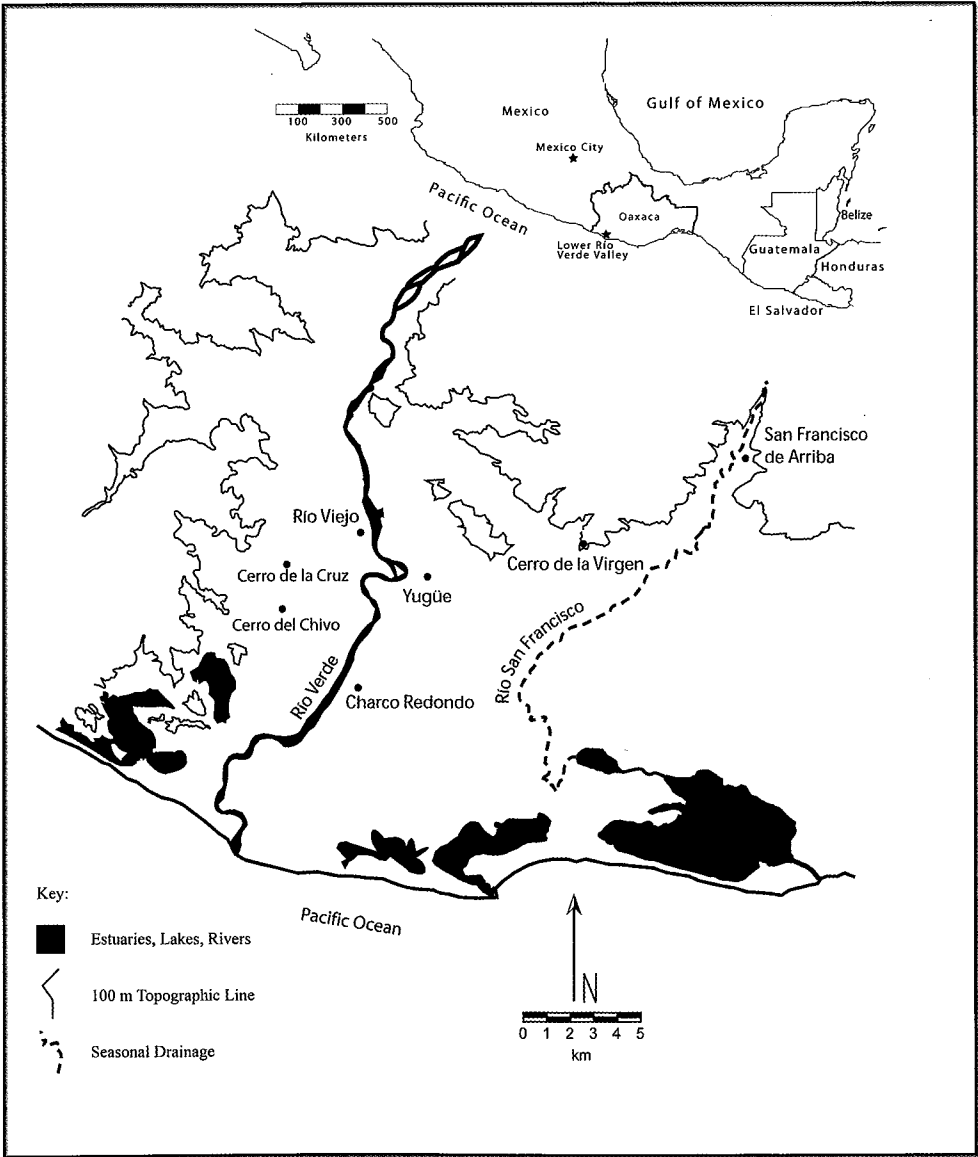 Mexico
Gulf of Mexico
100 300 500
Kilometers
Mexico City
Pacific Ocean
Oaxaca
Belize
Lower Río
Verde Valley
Guatemala
Honduras
El Salvador
San Francisco
de Arriba
Río Viejo
Cerro de la Virgen
Cerro de la Cruz
Yugüe
Cerro del Chivo
Río San Francisco
Río Verde
Charco Redondo
Key:
Pacific Ocean
Estuaries, Lakes, Rivers
N
100 m Topographic Line
0 1 2 3 4 5
km
Seasonal Drainage